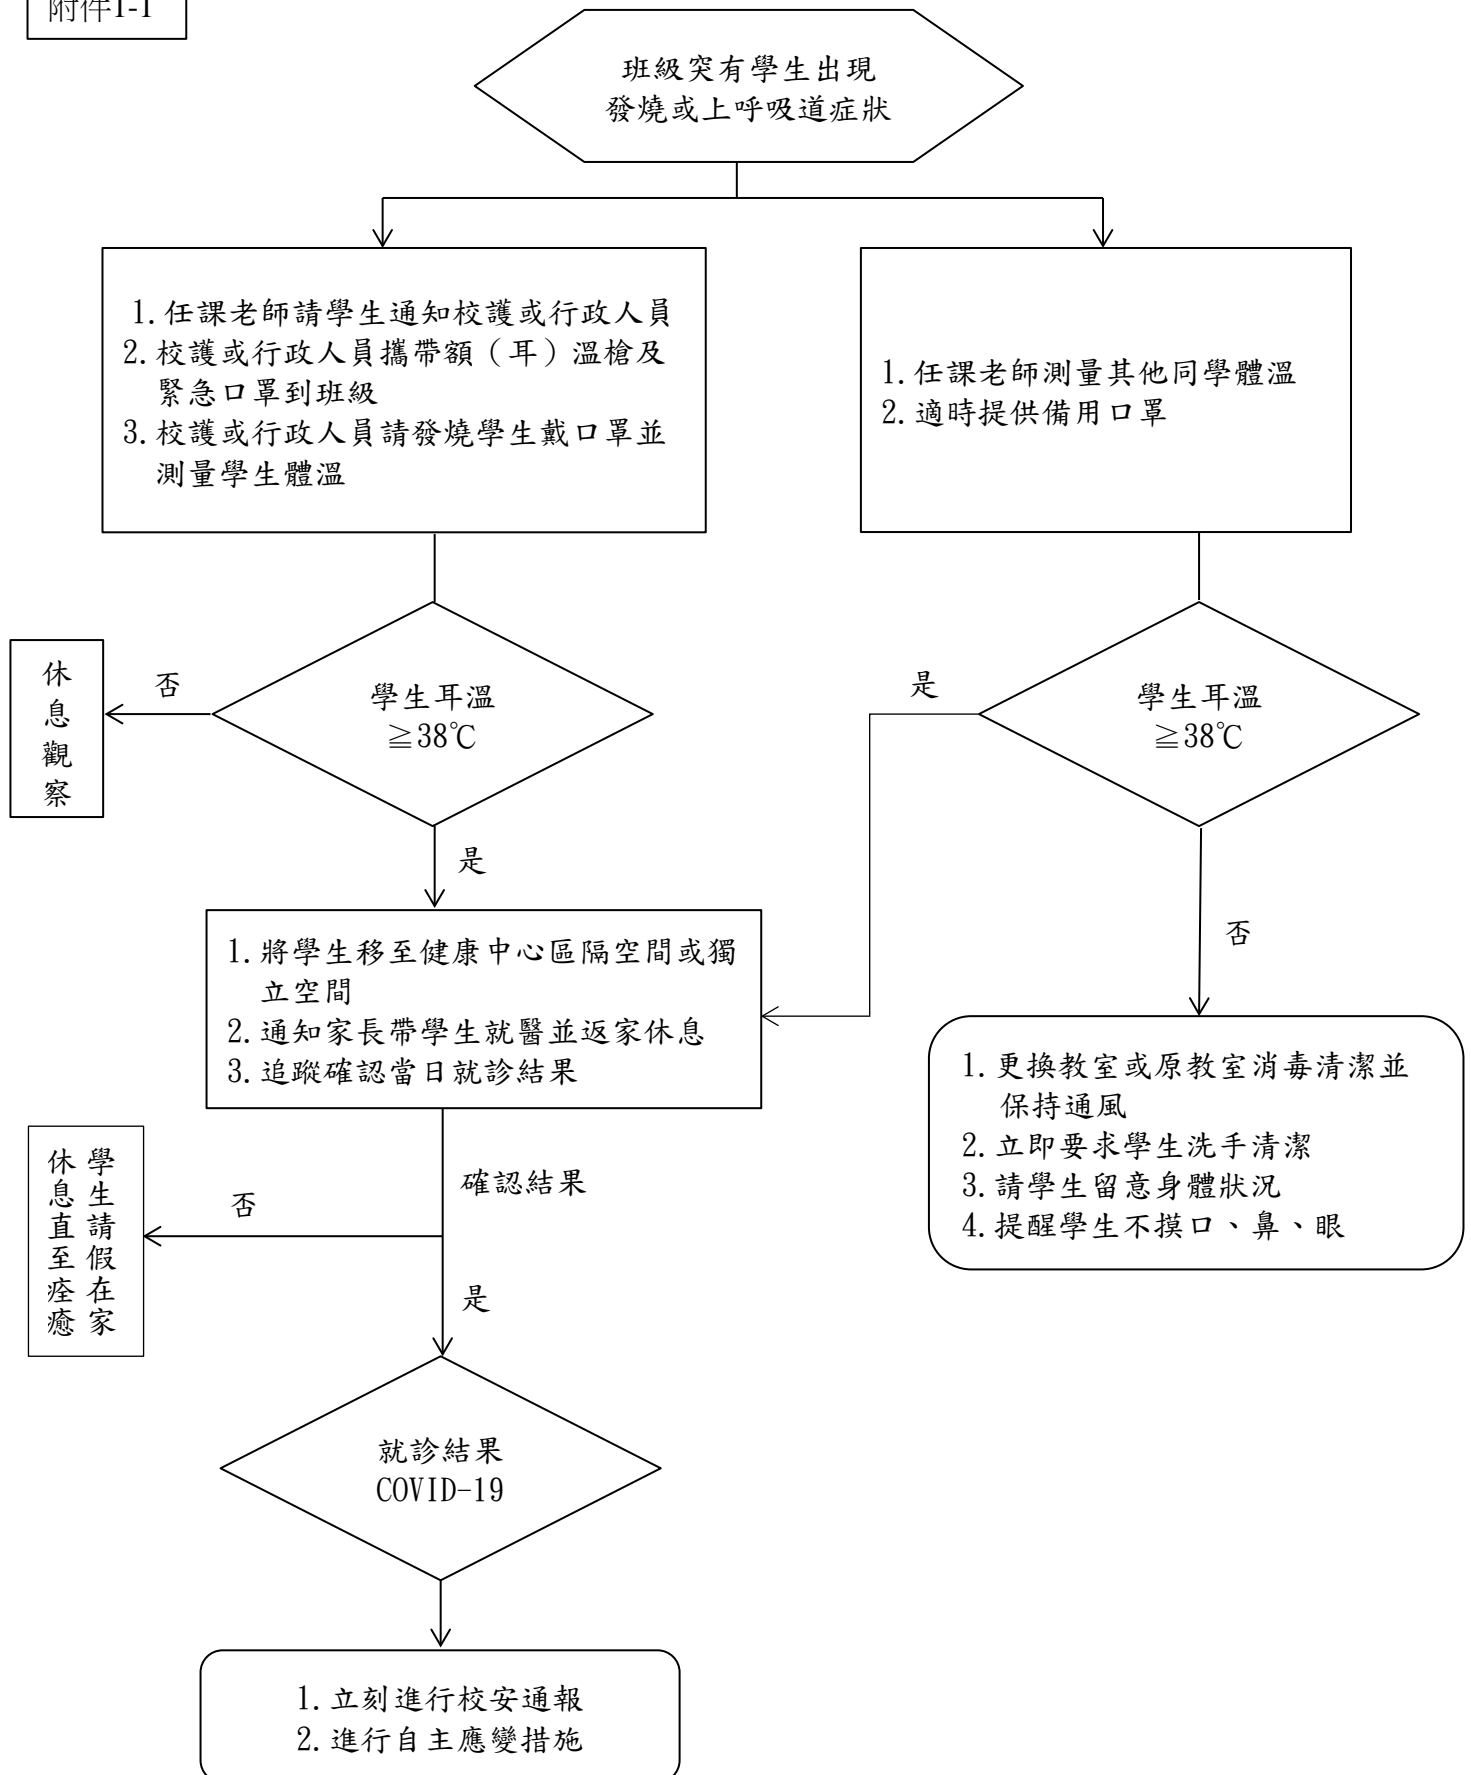 附件1-1
班級突有學生出現
發燒或上呼吸道症狀
1.任課老師請學生通知校護或行政人員
2.校護或行政人員攜帶額（耳）溫槍及
緊急口罩到班級
3.校護或行政人員請發燒學生戴口罩並
測量學生體溫
1.任課老師測量其他同學體溫
2.適時提供備用口罩
休息觀察
否
學生耳溫
≧38℃
是
是
學生耳溫
≧38℃
否
1.將學生移至健康中心區隔空間或獨
立空間
2.通知家長帶學生就醫並返家休息
3.追蹤確認當日就診結果
1.更換教室或原教室消毒清潔並
保持通風
2.立即要求學生洗手清潔
3.請學生留意身體狀況
4.提醒學生不摸口、鼻、眼
確認結果
否
學生請假在家
休息直至痊癒
是
就診結果
COVID-19
1.立刻進行校安通報
2.進行自主應變措施